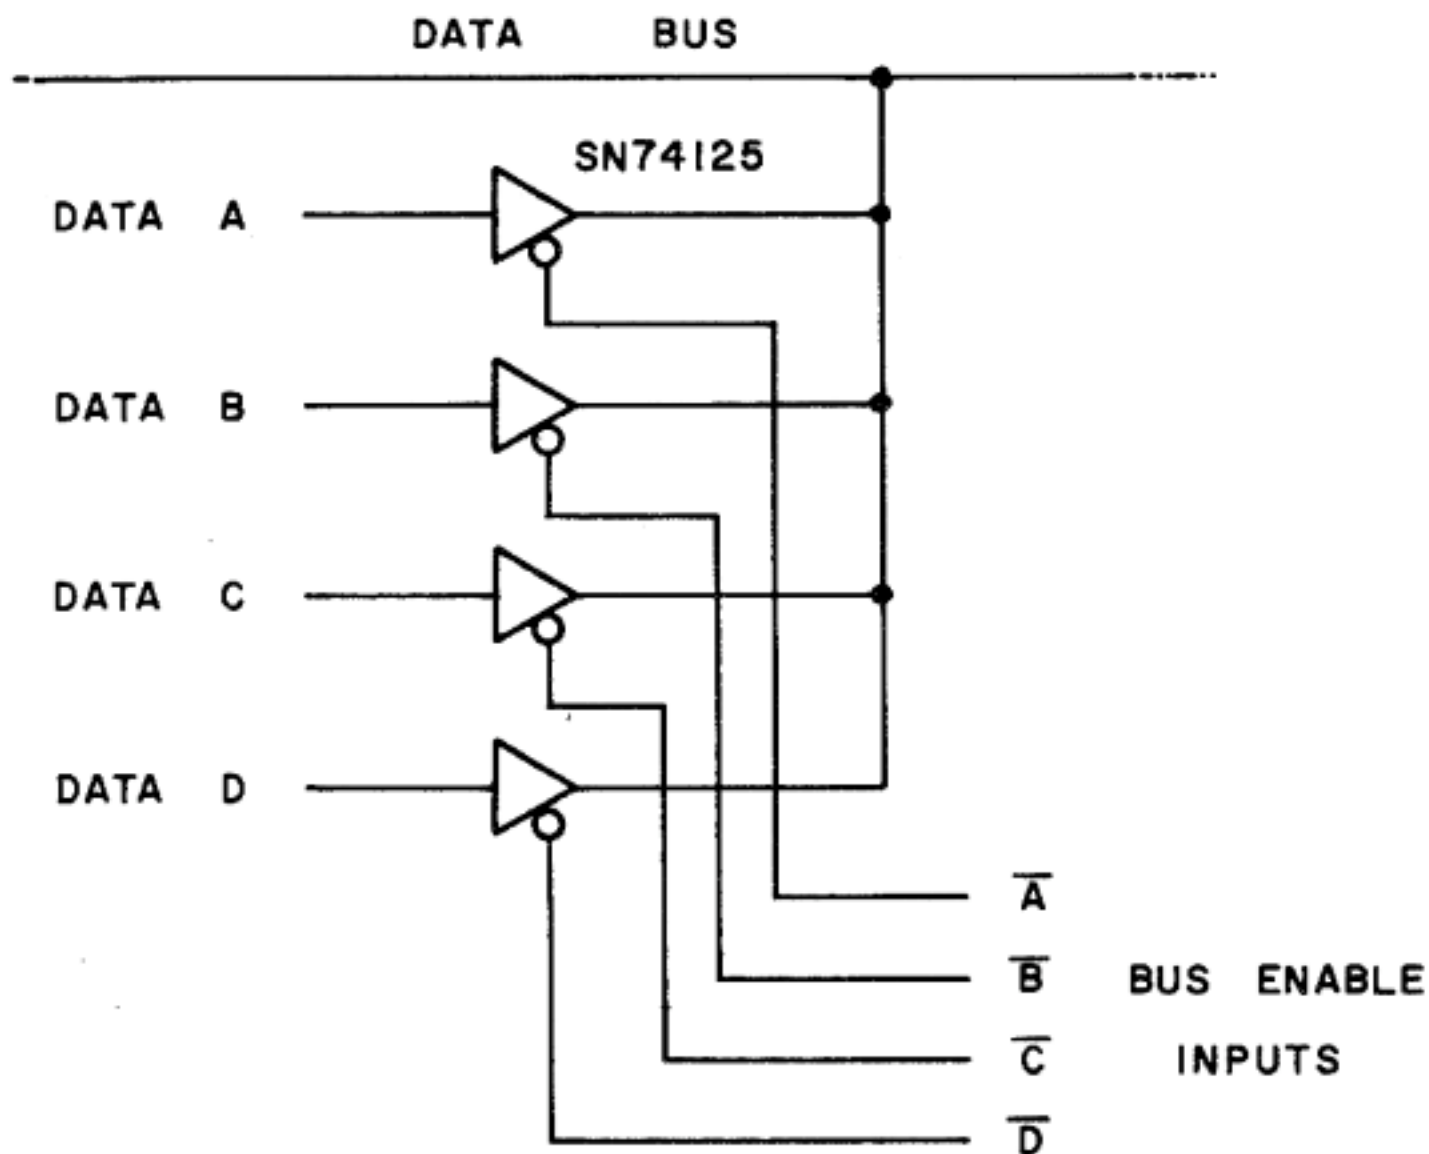 DATA BUS
SN74125
DATA A
DATA B
DATA C
DATA D
A̅
B̅ BUS ENABLE
C̅ INPUTS
D̅